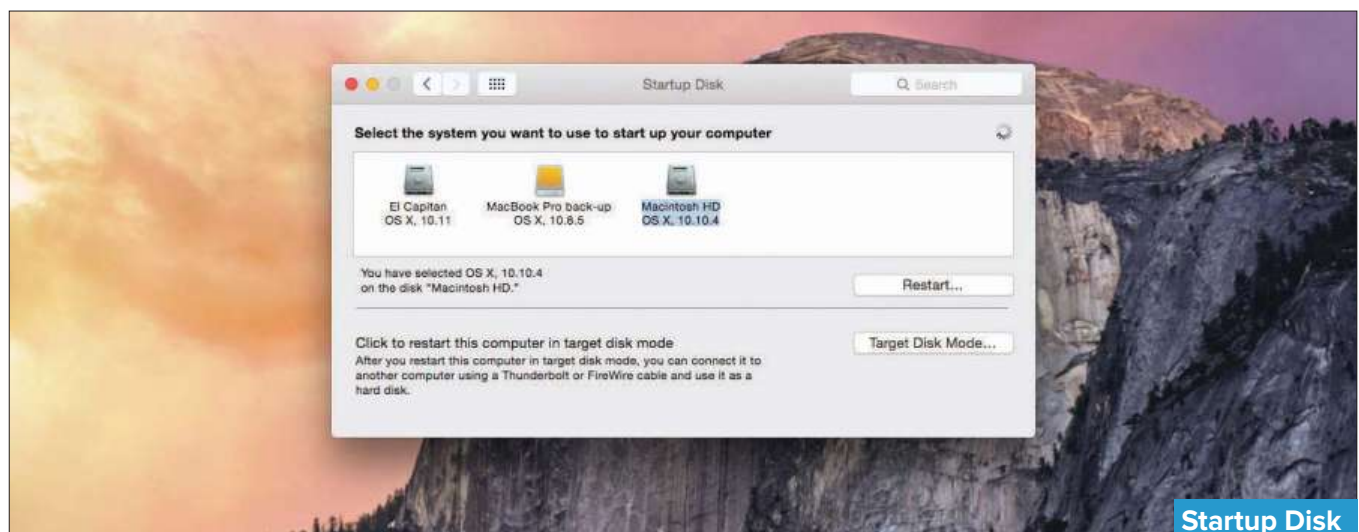 Startup Disk
Search
Select the system you want to use to start up your computer
El Capitan
OS X, 10.11
MacBook Pro back-up
OS X, 10.8.5
Macintosh HD
OS X, 10.10.4
You have selected OS X, 10.10.4
on the disk "Macintosh HD."
Restart...
Click to restart this computer in target disk mode
Target Disk Mode...
After you restart this computer in target disk mode, you can connect it to
another computer using a Thunderbolt or FireWire cable and use it as a
hard disk.
Startup Disk